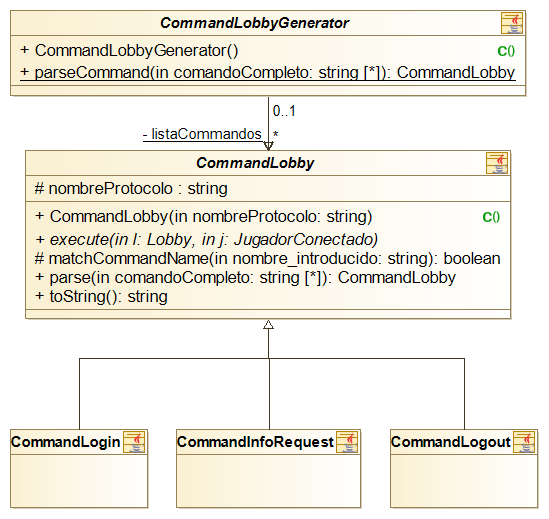 CommandLobbyGenerator
+ CommandLobbyGenerator() C()
+ parseCommand(in comandoCompleto: string [*]): CommandLobby
0..1
- listaCommandos *
CommandLobby
# nombreProtocolo : string
+ CommandLobby(in nombreProtocolo: string) C()
+ execute(in l: Lobby, in j: JugadorConectado)
# matchCommandName(in nombre_introducido: string): boolean
+ parse(in comandoCompleto: string [*]): CommandLobby
+ toString(): string
CommandLogin CommandInfoRequest CommandLogout